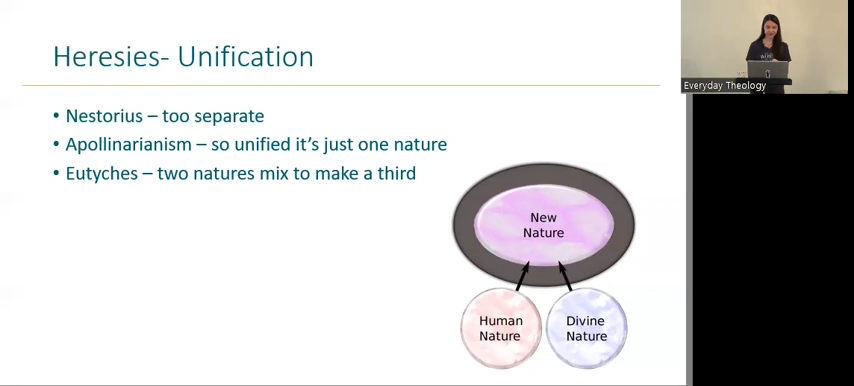 Heresies- Unification
• Nestorius – too separate
• Apollinarianism – so unified it's just one nature
• Eutyches – two natures mix to make a third
New
Nature
Human
Nature
Divine
Nature
Everyday Theology